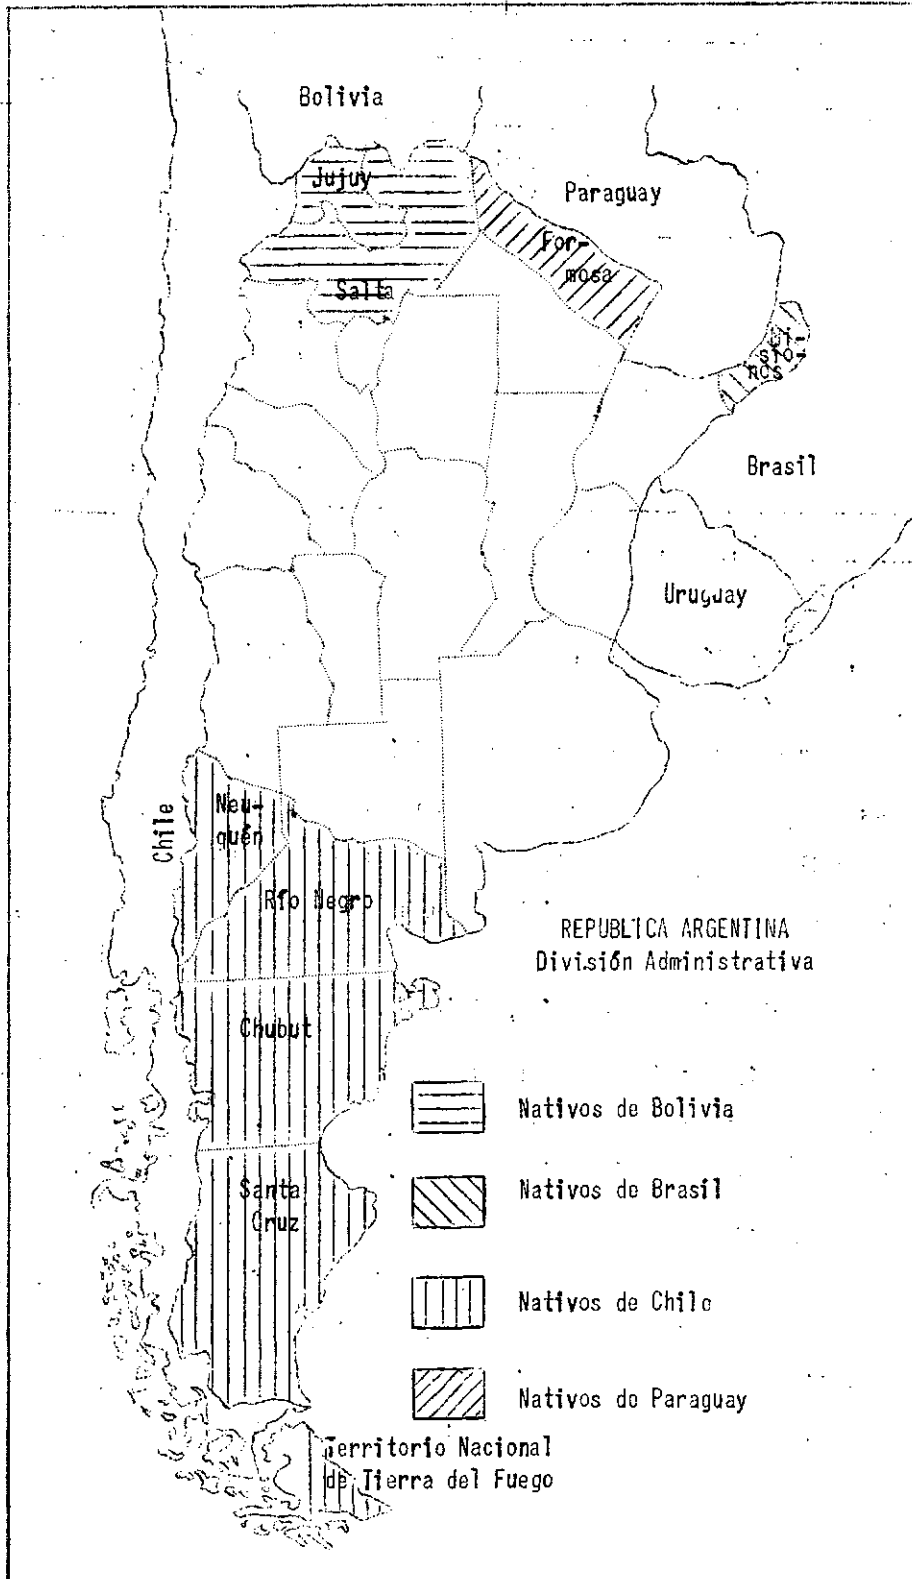 Bolivia
Jujuy
Paraguay
For-
mosa
Salta
sio-
nes
Brasil
Uruguay
Chile
Neu-
quén
Río Negro
REPUBLICA ARGENTINA
División Administrativa
Chubut
Nativos de Bolivia
Santa
Cruz
Nativos de Brasil
Nativos de Chile
Nativos de Paraguay
Territorio Nacional
de Tierra del Fuego